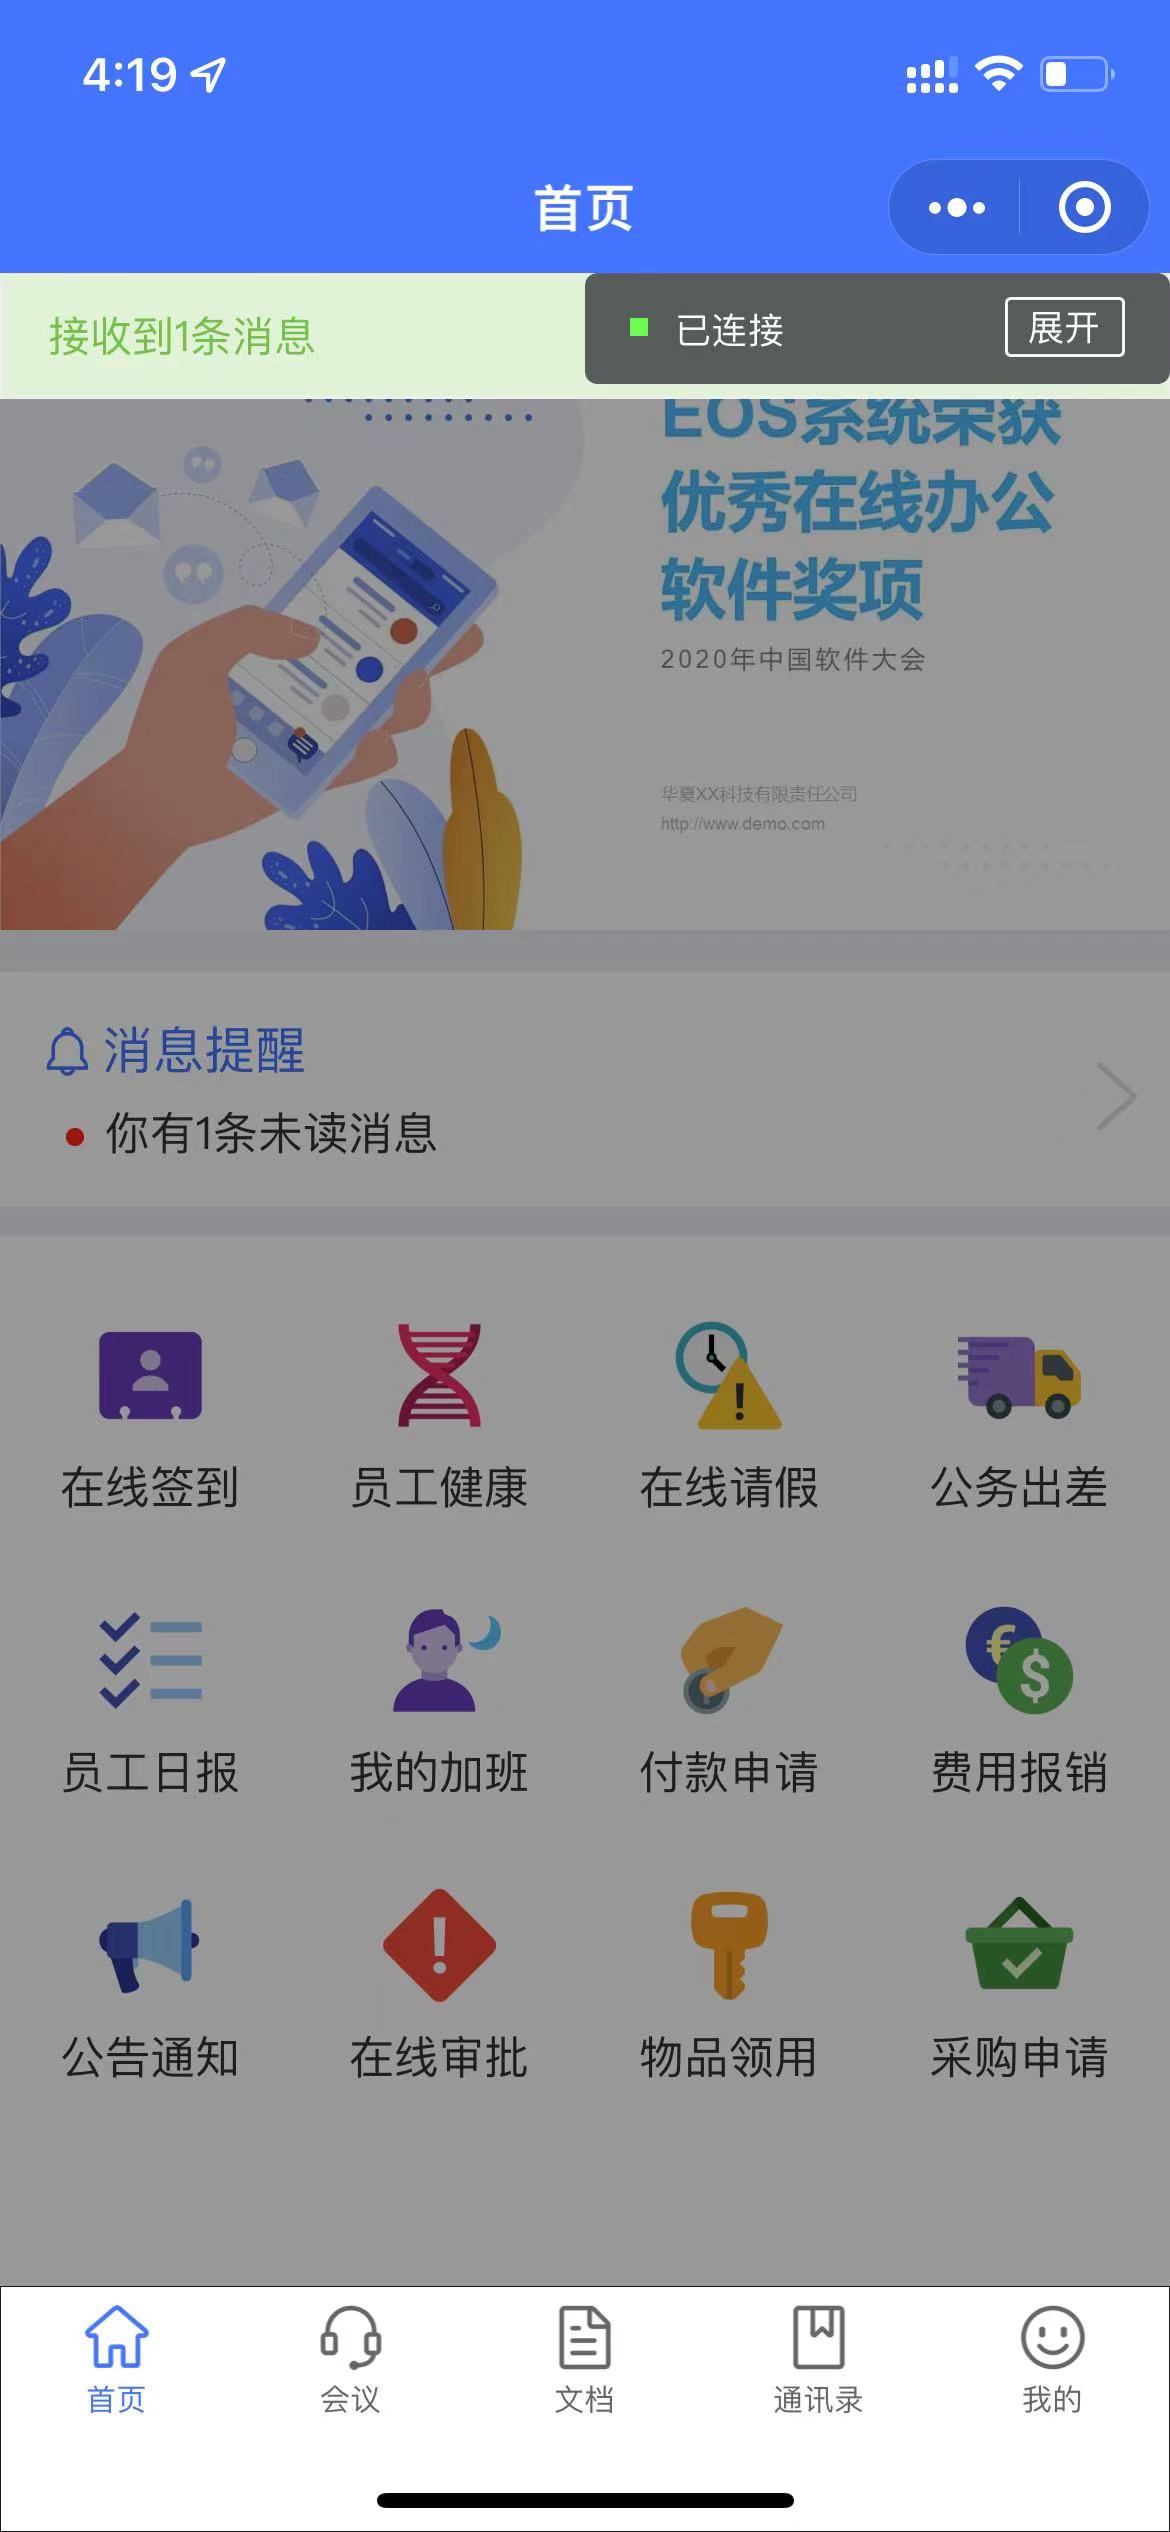 4:19
首页
接收到1条消息
已连接
展开
EOS系统荣获
优秀在线办公
软件奖项
2020年中国软件大会
华夏XX科技有限责任公司
http://www.demo.com
消息提醒
你有1条未读消息
在线签到
员工健康
在线请假
公务出差
员工日报
我的加班
付款申请
费用报销
公告通知
在线审批
物品领用
采购申请
首页
会议
文档
通讯录
我的